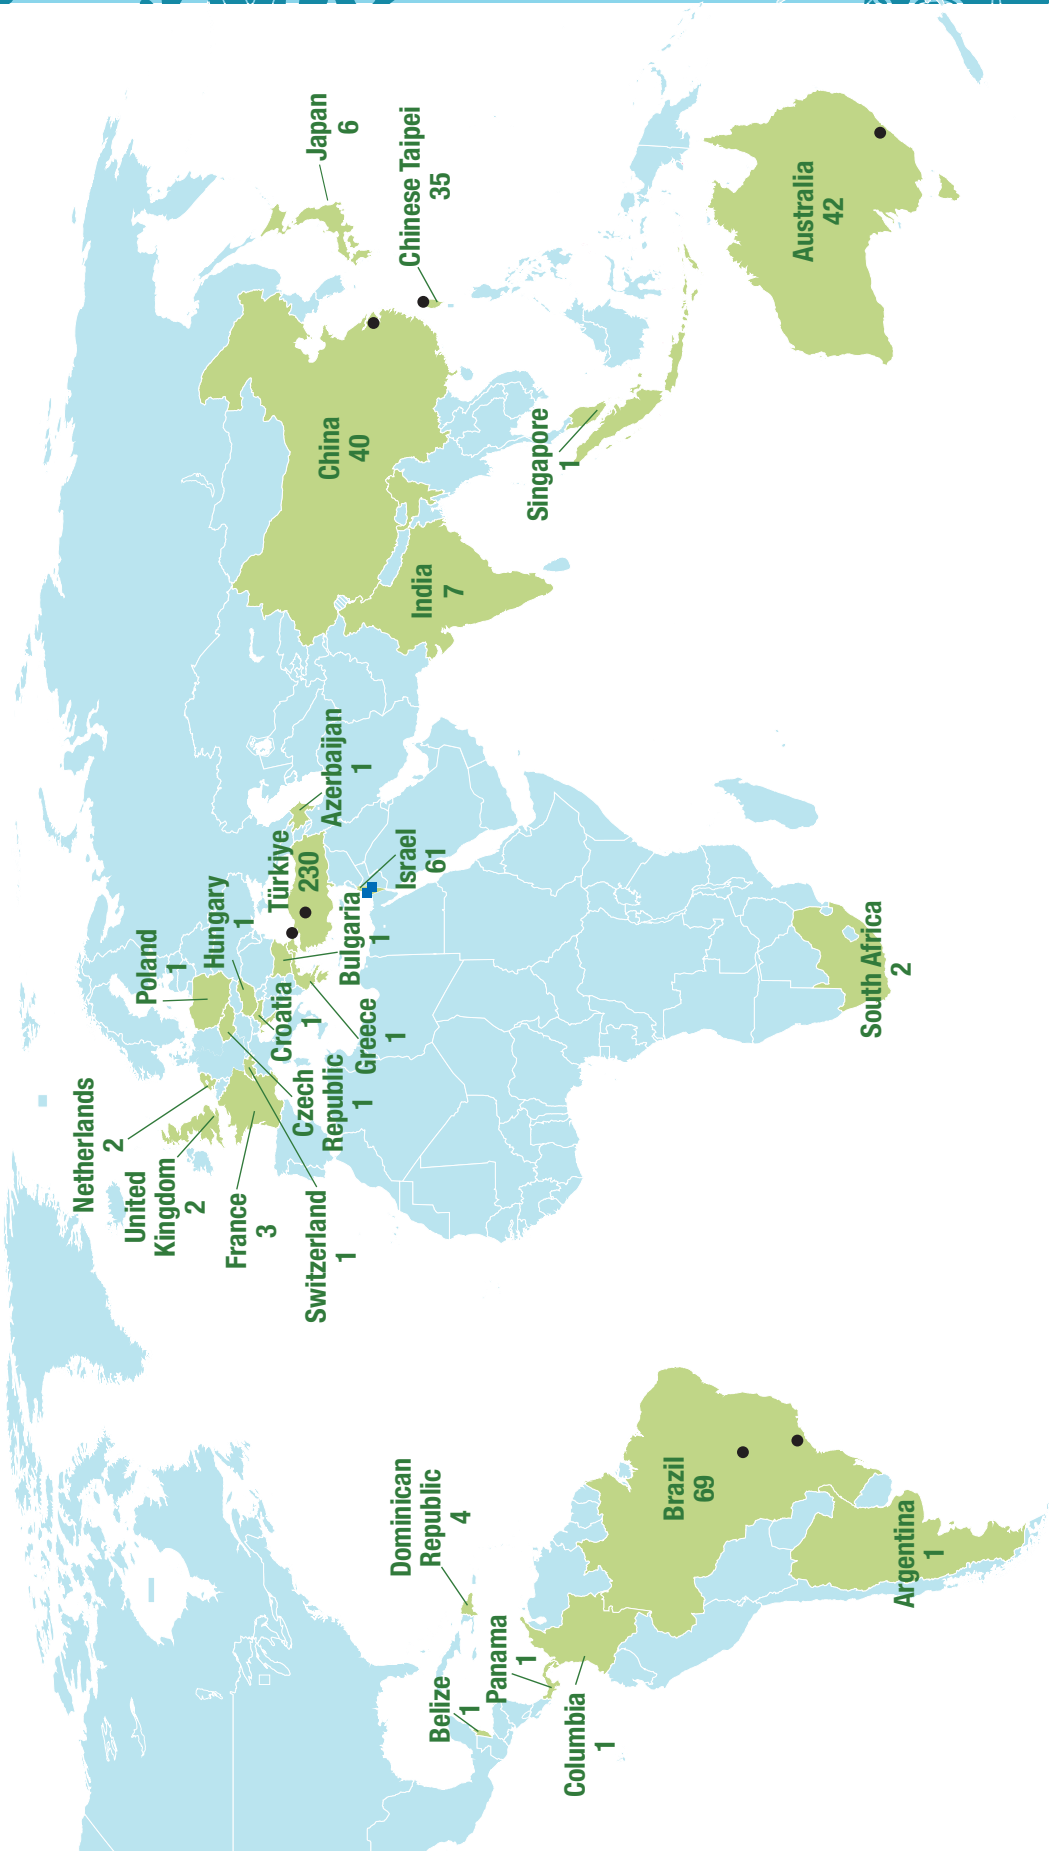 Netherlands
2
United
Kingdom
2
France
3
Switzerland
1
Poland
1
Hungary
1
Czech
Republic
1
Croatia
1
Greece
1
Bulgaria
1
Türkiye
230
Azerbaijan
1
Israel
61
Japan
6
Chinese Taipei
35
China
40
India
7
Singapore
1
Australia
42
South Africa
2
Dominican
Republic
4
Belize
1
Panama
1
Columbia
1
Brazil
69
Argentina
1